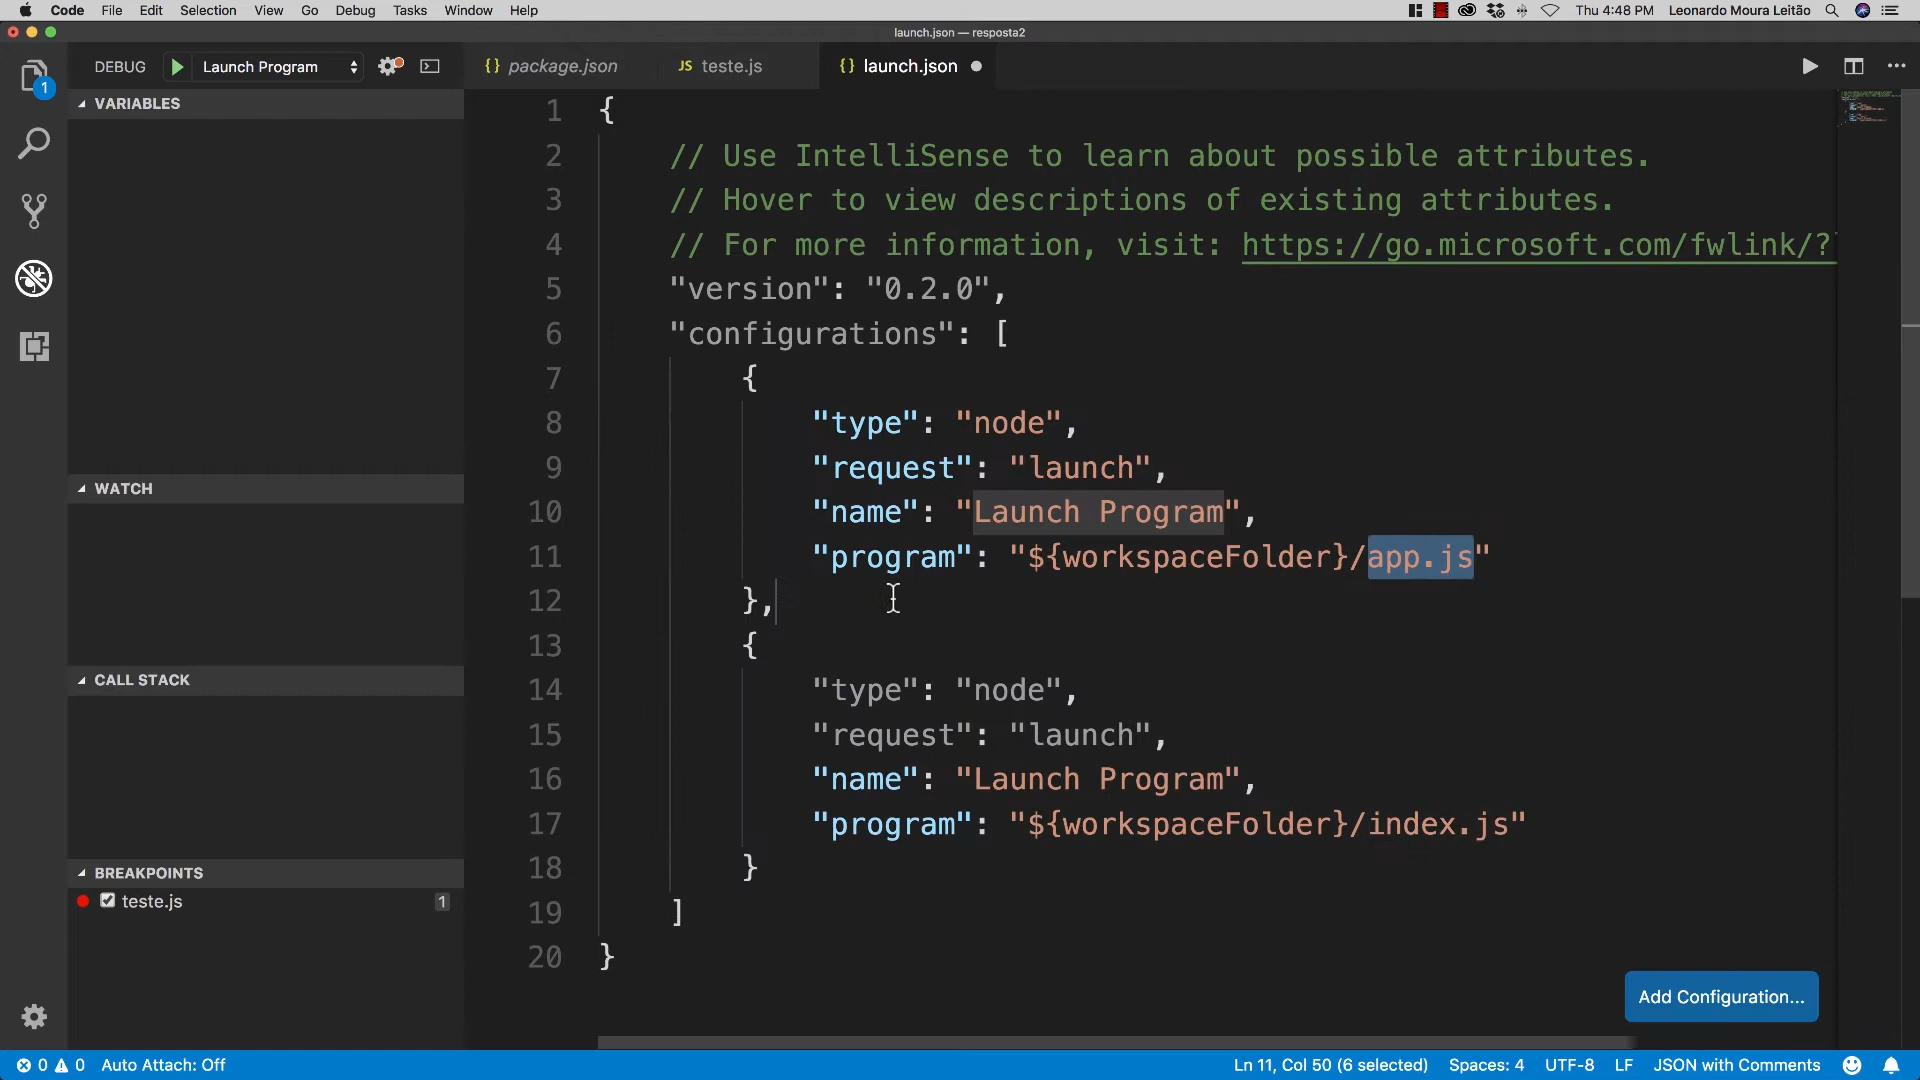 Code File Edit Selection View Go Debug Tasks Window Help Thu 4:48 PM Leonardo Moura Leitão
launch.json — resposta2
DEBUG Launch Program
{} package.json JS teste.js {} launch.json
1
VARIABLES
WATCH
CALL STACK
BREAKPOINTS
teste.js 1
1 {
2 // Use IntelliSense to learn about possible attributes.
3 // Hover to view descriptions of existing attributes.
4 // For more information, visit: https://go.microsoft.com/fwlink/?
5 "version": "0.2.0",
6 "configurations": [
7 {
8 "type": "node",
9 "request": "launch",
10 "name": "Launch Program",
11 "program": "${workspaceFolder}/app.js"
12 },
13 {
14 "type": "node",
15 "request": "launch",
16 "name": "Launch Program",
17 "program": "${workspaceFolder}/index.js"
18 }
19 ]
20 }
Add Configuration...
0 0 Auto Attach: Off Ln 11, Col 50 (6 selected) Spaces: 4 UTF-8 LF JSON with Comments